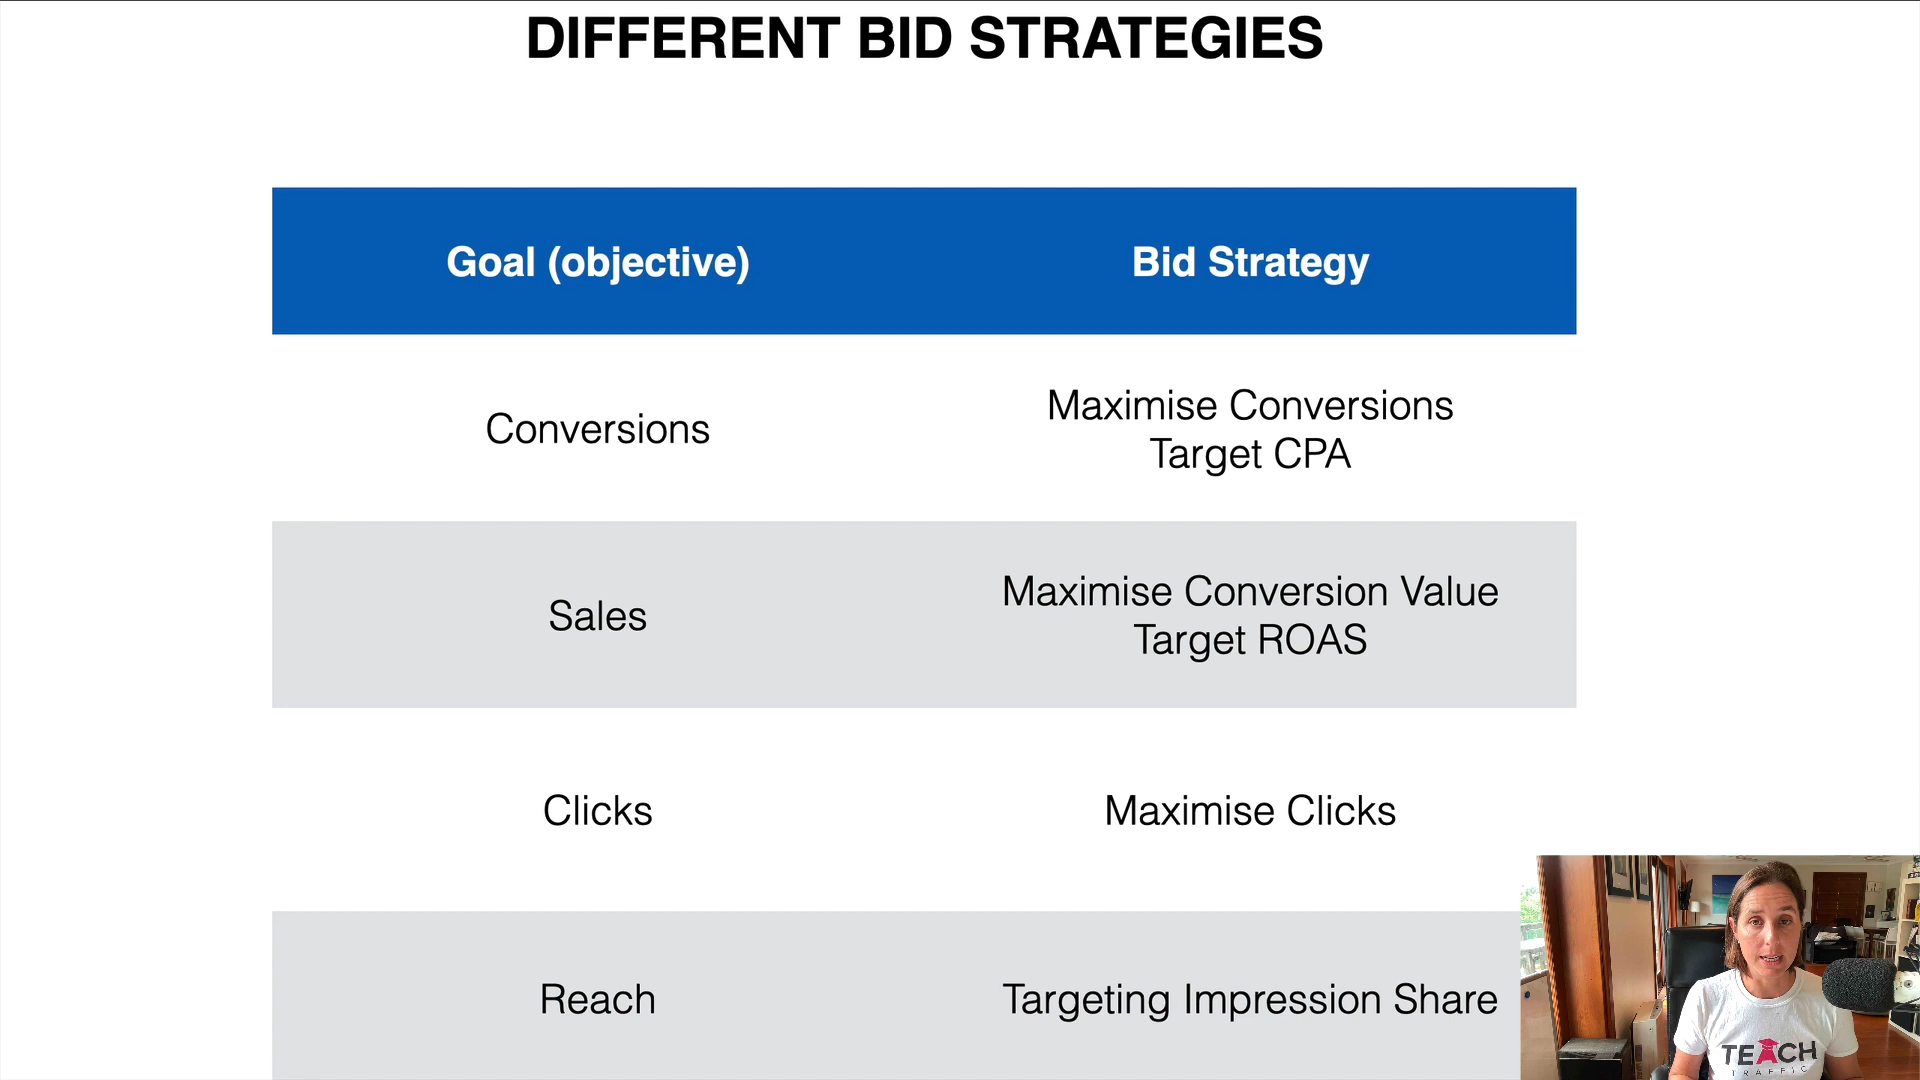 DIFFERENT BID STRATEGIES
Goal (objective)
Bid Strategy
Conversions
Maximise Conversions
Target CPA
Sales
Maximise Conversion Value
Target ROAS
Clicks
Maximise Clicks
Reach
Targeting Impression Share
TEACH
TRAFFIC